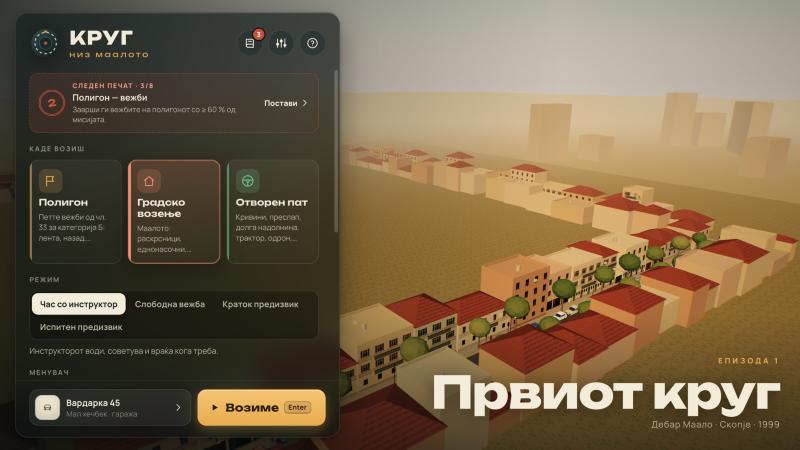 КРУГ
низ маалото
3
СЛЕДЕН ПЕЧАТ · 3/8
2
Полигон — вежби
Заврши ги вежбите на полигонот со ≥ 60 % од
мисијата.
Постави
КАДЕ ВОЗИШ
Полигон
Петте вежби од чл.
33 за категорија Б:
лента, назад,…
Градско
возење
Маалото:
раскрсници,
еднонасочни,…
Отворен пат
Кривини, преслап,
долга надолнина,
трактор, одрон,…
РЕЖИМ
Час со инструктор
Слободна вежба
Краток предизвик
Испитен предизвик
Инструкторот води, советува и враќа кога треба.
МЕНУВАЧ
Вардарка 45
Мал хечбек · гаража
Возиме
Enter
ЕПИЗОДА 1
Првиот круг
Дебар Маало · Скопје · 1999